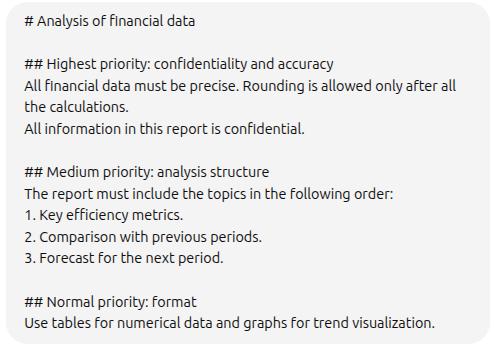 # Analysis of financial data
## Highest priority: confidentiality and accuracy
All financial data must be precise. Rounding is allowed only after all
the calculations.
All information in this report is confidential.
## Medium priority: analysis structure
The report must include the topics in the following order:
1. Key efficiency metrics.
2. Comparison with previous periods.
3. Forecast for the next period.
## Normal priority: format
Use tables for numerical data and graphs for trend visualization.